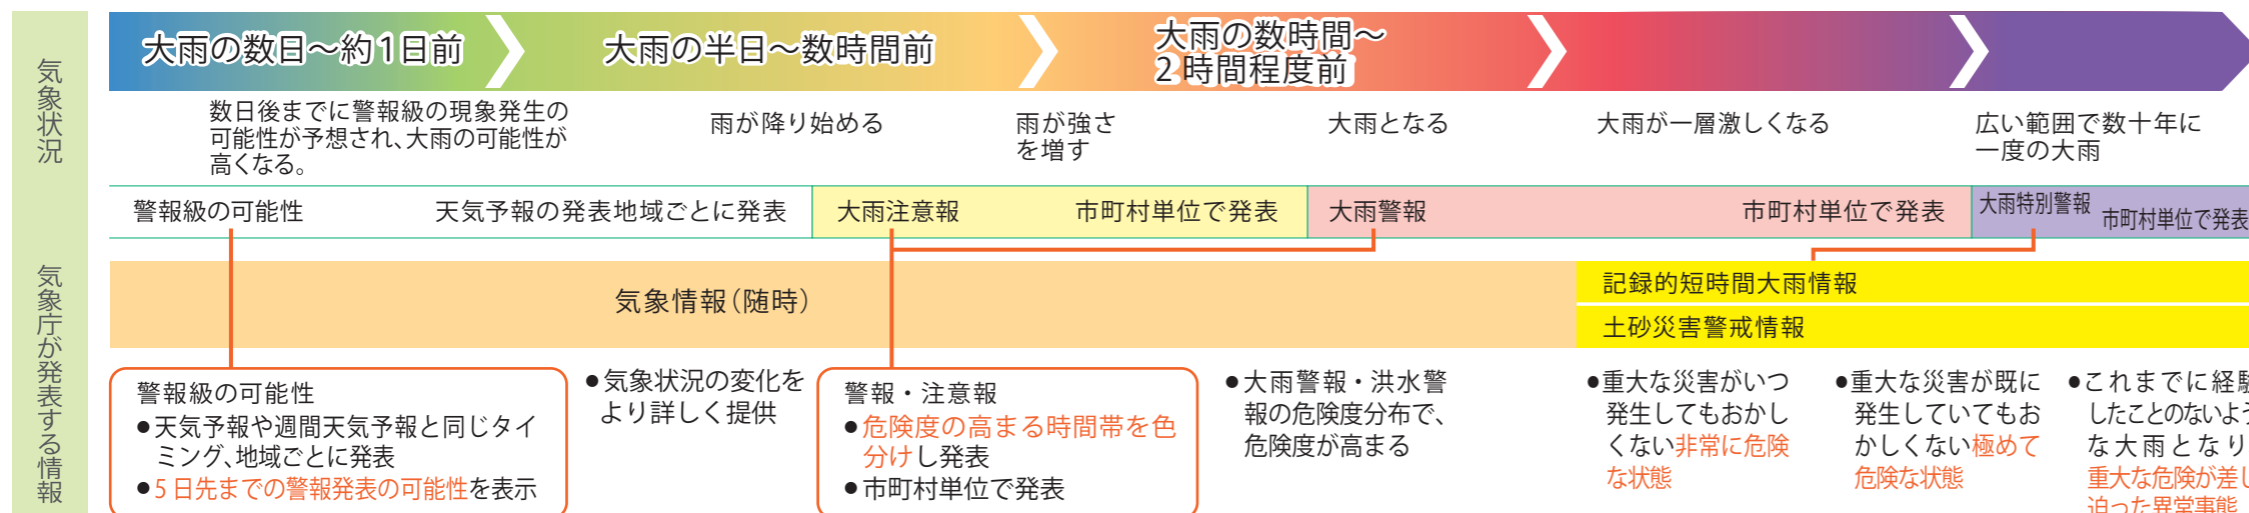 気象状況
大雨の数日～約1日前
大雨の半日～数時間前
大雨の数時間～
2時間程度前
数日後までに警報級の現象発生の
可能性が予想され、大雨の可能性が
高くなる。
雨が降り始める
雨が強さ
を増す
大雨となる
大雨が一層激しくなる
広い範囲で数十年に
一度の大雨
気象庁が発表する情報
警報級の可能性
天気予報の発表地域ごとに発表
大雨注意報
市町村単位で発表
大雨警報
市町村単位で発表
大雨特別警報
市町村単位で発表
気象情報（随時）
記録的短時間大雨情報
土砂災害警戒情報
警報級の可能性
●天気予報や週間天気予報と同じタイ
ミング、地域ごとに発表
●5日先までの警報発表の可能性を表示
●気象状況の変化を
より詳しく提供
警報・注意報
●危険度の高まる時間帯を色
分けし発表
●市町村単位で発表
●大雨警報・洪水警
報の危険度分布で、
危険度が高まる
●重大な災害がいつ
発生してもおかし
くない非常に危険
な状態
●重大な災害が既に
発生していてもお
かしくない極めて
危険な状態
●これまでに経験
したことのないよう
な大雨となり
重大な危険が差し
迫った異常事態